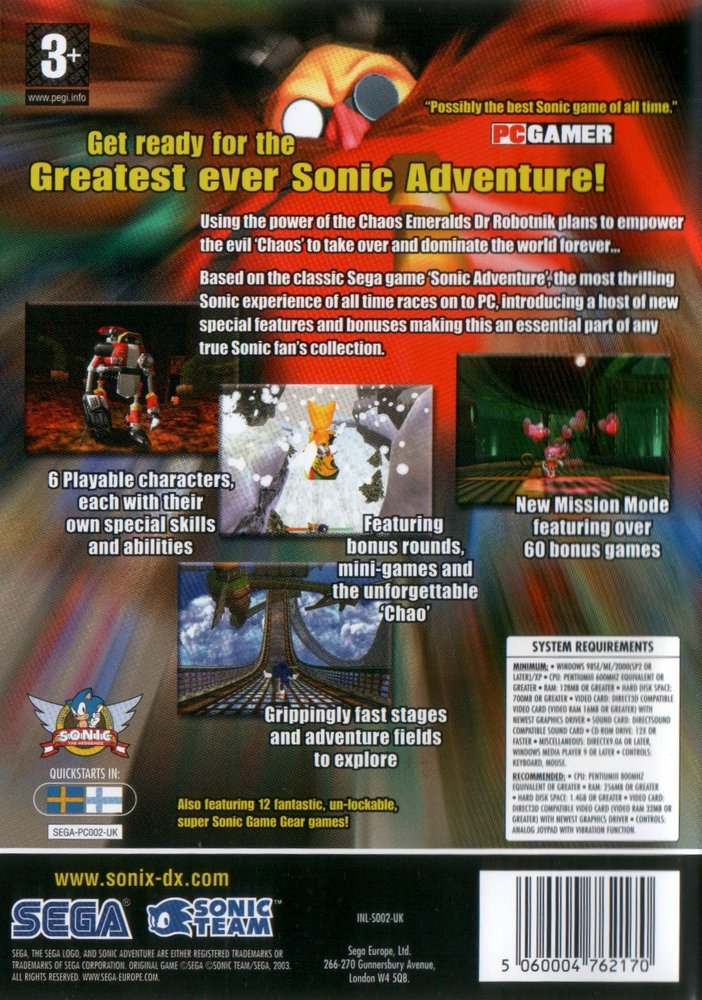 3+
www.pegi.info
"Possibly the best Sonic game of all time."
PCGAMER
Get ready for the
Greatest ever Sonic Adventure!
Using the power of the Chaos Emeralds Dr Robotnik plans to empower
the evil 'Chaos' to take over and dominate the world forever...
Based on the classic Sega game 'Sonic Adventure', the most thrilling
Sonic experience of all time races on to PC, introducing a host of new
special features and bonuses making this an essential part of any
true Sonic fan's collection.
6 Playable characters,
each with their
own special skills
and abilities
Featuring
bonus rounds,
mini-games and
the unforgettable
'Chao'
New Mission Mode
featuring over
60 bonus games
Grippingly fast stages
and adventure fields
to explore
SONIC
THE HEDGEHOG
QUICKSTARTS IN:
SEGA-PC002-UK
Also featuring 12 fantastic, un-lockable,
super Sonic Game Gear games!
SYSTEM REQUIREMENTS
MINIMUM: • WINDOWS 98SE/ME/2000(SP2 OR
LATER)/XP • CPU: PENTIUMIII 600MHZ EQUIVALENT OR
GREATER • RAM: 128MB OR GREATER • HARD DISK SPACE:
700MB OR GREATER • VIDEO CARD: DIRECT3D COMPATIBLE
VIDEO CARD (VIDEO RAM 16MB OR GREATER) WITH
NEWEST GRAPHICS DRIVER • SOUND CARD: DIRECTSOUND
COMPATIBLE SOUND CARD • CD-ROM DRIVE: 12X OR
FASTER • MISCELLANEOUS: DIRECTX9.0A OR LATER,
WINDOWS MEDIA PLAYER 9 OR LATER • CONTROLS:
KEYBOARD, MOUSE.
RECOMMENDED: • CPU: PENTIUMIII 800MHZ
EQUIVALENT OR GREATER • RAM: 256MB OR GREATER
• HARD DISK SPACE: 1.4GB OR GREATER • VIDEO CARD:
DIRECT3D COMPATIBLE VIDEO CARD (VIDEO RAM 32MB OR
GREATER) WITH NEWEST GRAPHICS DRIVER • CONTROLS:
ANALOG JOYPAD WITH VIBRATION FUNCTION.
www.sonix-dx.com
SEGA®
SONIC TEAM™
SEGA, THE SEGA LOGO, AND SONIC ADVENTURE ARE EITHER REGISTERED TRADEMARKS OR
TRADEMARKS OF SEGA CORPORATION. ORIGINAL GAME ©SEGA ©SONIC TEAM/SEGA, 2003.
ALL RIGHTS RESERVED. WWW.SEGA-EUROPE.COM.
INL-S002-UK
Sega Europe, Ltd.
266-270 Gunnersbury Avenue,
London W4 5QB.
5 060004 762170